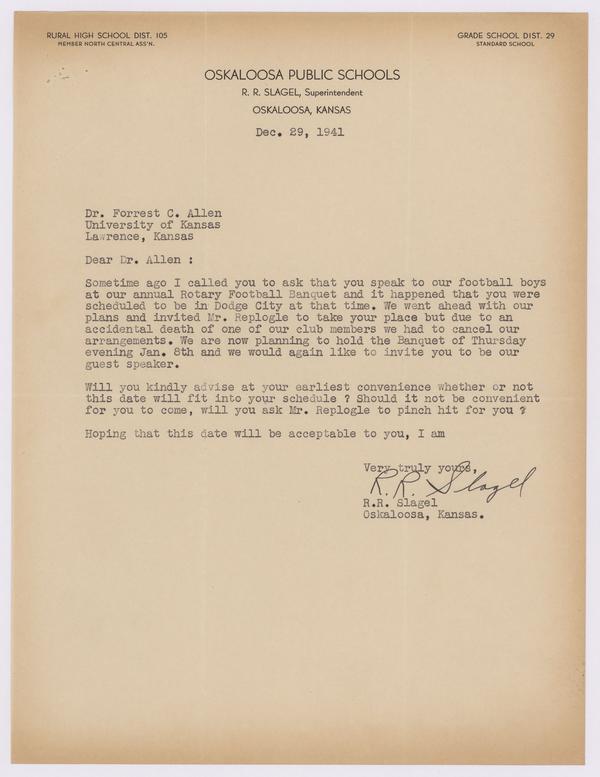 RURAL HIGH SCHOOL DIST. 105
MEMBER NORTH CENTRAL ASS'N.
GRADE SCHOOL DIST. 29
STANDARD SCHOOL
OSKALOOSA PUBLIC SCHOOLS
R. R. SLAGEL, Superintendent
OSKALOOSA, KANSAS
Dec. 29, 1941
Dr. Forrest C. Allen
University of Kansas
Lawrence, Kansas
Dear Dr. Allen :
Sometime ago I called you to ask that you speak to our football boys
at our annual Rotary Football Banquet and it happened that you were
scheduled to be in Dodge City at that time. We went ahead with our
plans and invited Mr. Replogle to take your place but due to an
accidental death of one of our club members we had to cancel our
arrangements. We are now planning to hold the Banquet of Thursday
evening Jan. 8th and we would again like to invite you to be our
guest speaker.
Will you kindly advise at your earliest convenience whether or not
this date will fit into your schedule ? Should it not be convenient
for you to come, will you ask Mr. Replogle to pinch hit for you ?
Hoping that this date will be acceptable to you, I am
Very truly yours,
R. R. Slagel
R.R. Slagel
Oskaloosa, Kansas.